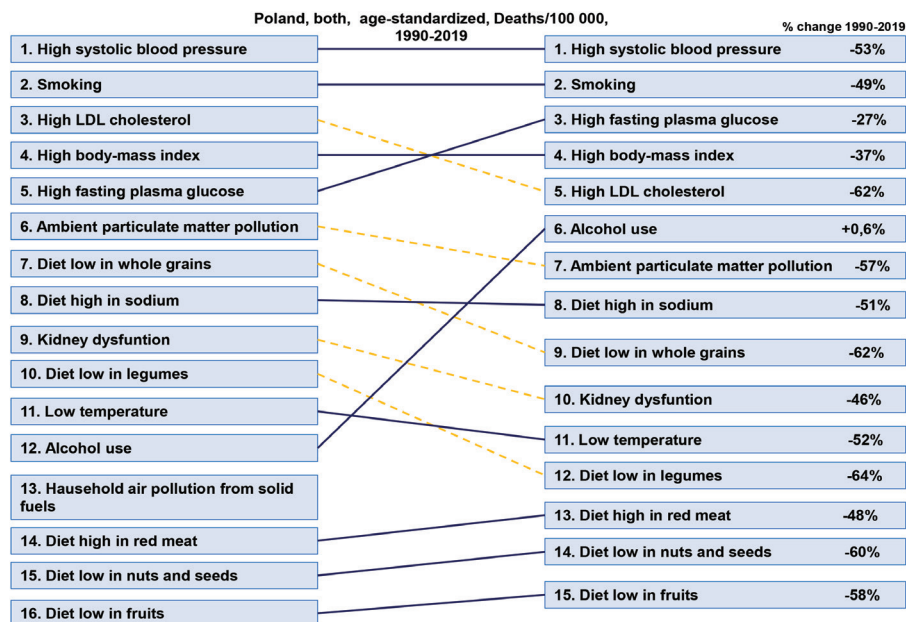 Poland, both, age-standardized, Deaths/100 000,
1990-2019
% change 1990-2019
1. High systolic blood pressure
2. Smoking
3. High LDL cholesterol
4. High body-mass index
5. High fasting plasma glucose
6. Ambient particulate matter pollution
7. Diet low in whole grains
8. Diet high in sodium
9. Kidney dysfuntion
10. Diet low in legumes
11. Low temperature
12. Alcohol use
13. Hausehold air pollution from solid
fuels
14. Diet high in red meat
15. Diet low in nuts and seeds
16. Diet low in fruits
1. High systolic blood pressure -53%
2. Smoking -49%
3. High fasting plasma glucose -27%
4. High body-mass index -37%
5. High LDL cholesterol -62%
6. Alcohol use +0,6%
7. Ambient particulate matter pollution -57%
8. Diet high in sodium -51%
9. Diet low in whole grains -62%
10. Kidney dysfuntion -46%
11. Low temperature -52%
12. Diet low in legumes -64%
13. Diet high in red meat -48%
14. Diet low in nuts and seeds -60%
15. Diet low in fruits -58%